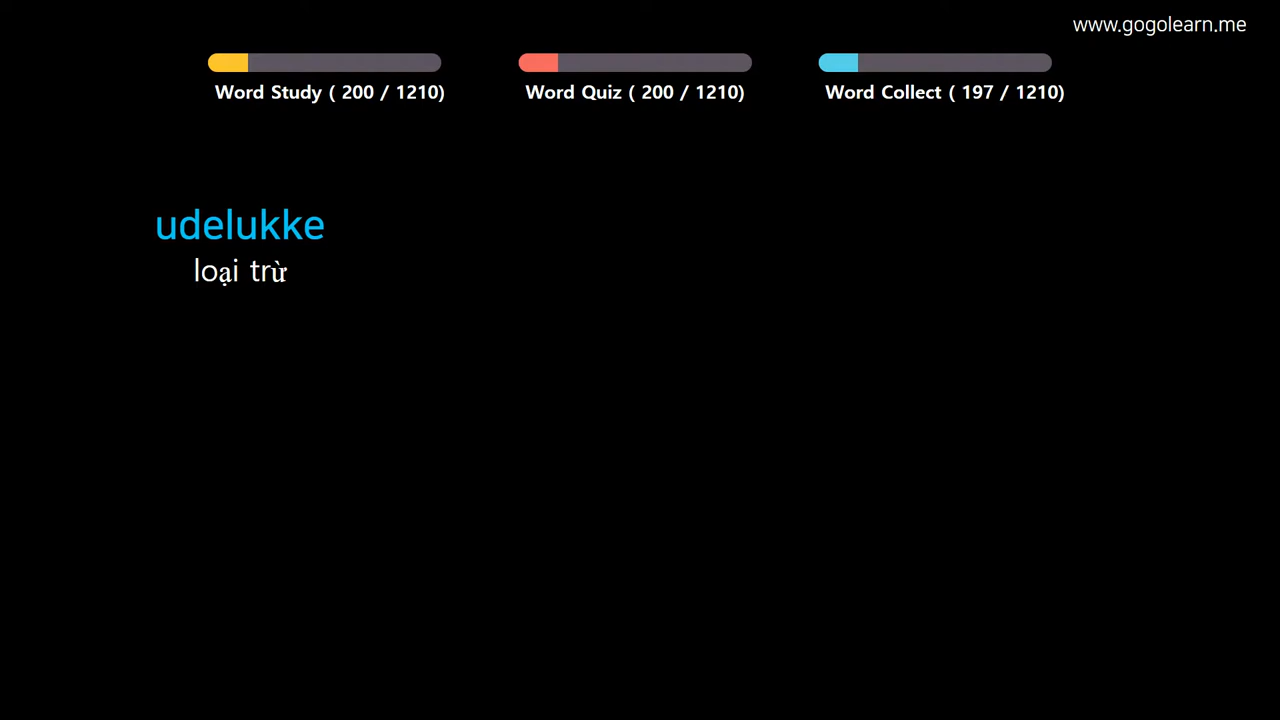 www.gogolearn.me
Word Study ( 200 / 1210)
Word Quiz ( 200 / 1210)
Word Collect ( 197 / 1210)
udelukke
loại trừ